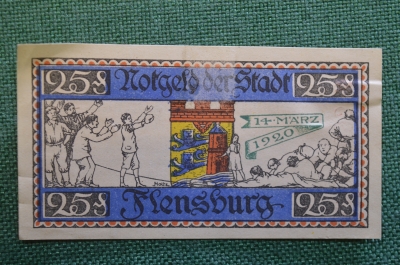 25₰ Notgeld der Stadt 25₰
14·MÄRZ
1920
25₰ Flensburg 25₰